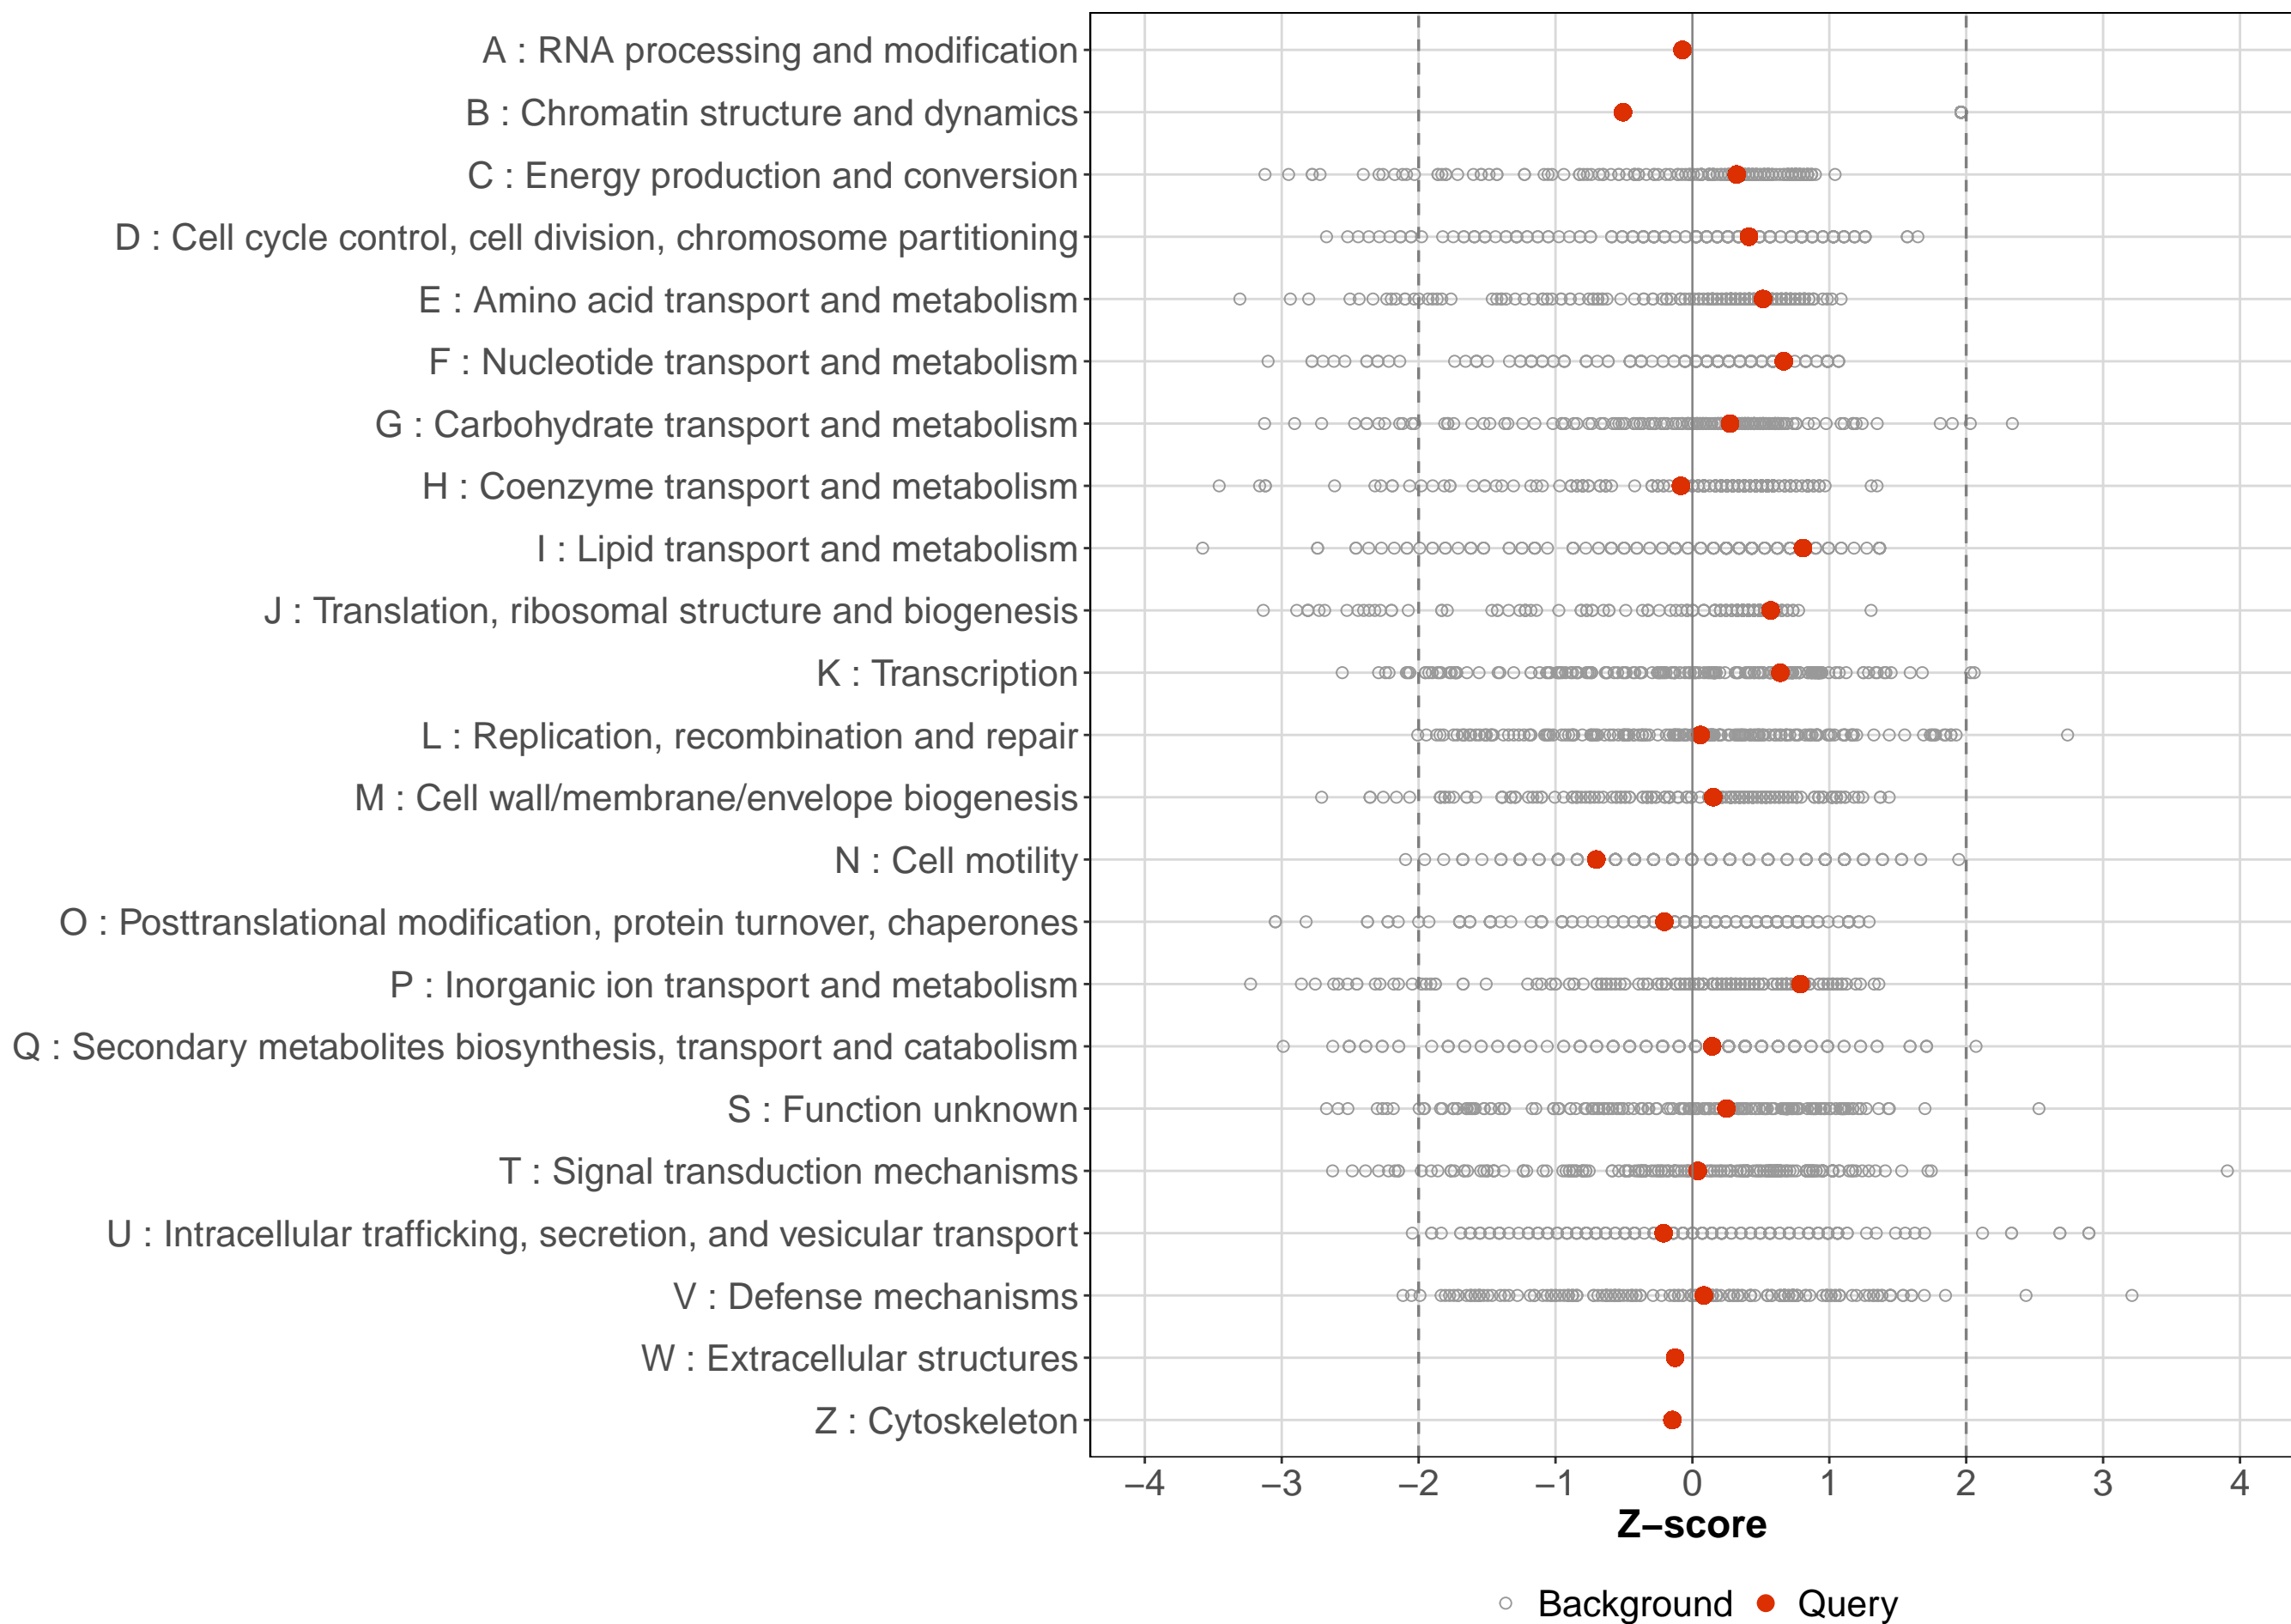 A : RNA processing and modification
B : Chromatin structure and dynamics
C : Energy production and conversion
D : Cell cycle control, cell division, chromosome partitioning
E : Amino acid transport and metabolism
F : Nucleotide transport and metabolism
G : Carbohydrate transport and metabolism
H : Coenzyme transport and metabolism
I : Lipid transport and metabolism
J : Translation, ribosomal structure and biogenesis
K : Transcription
L : Replication, recombination and repair
M : Cell wall/membrane/envelope biogenesis
N : Cell motility
O : Posttranslational modification, protein turnover, chaperones
P : Inorganic ion transport and metabolism
Q : Secondary metabolites biosynthesis, transport and catabolism
S : Function unknown
T : Signal transduction mechanisms
U : Intracellular trafficking, secretion, and vesicular transport
V : Defense mechanisms
W : Extracellular structures
Z : Cytoskeleton
−4 −3 −2 −1 0 1 2 3 4
Z−score
Background Query